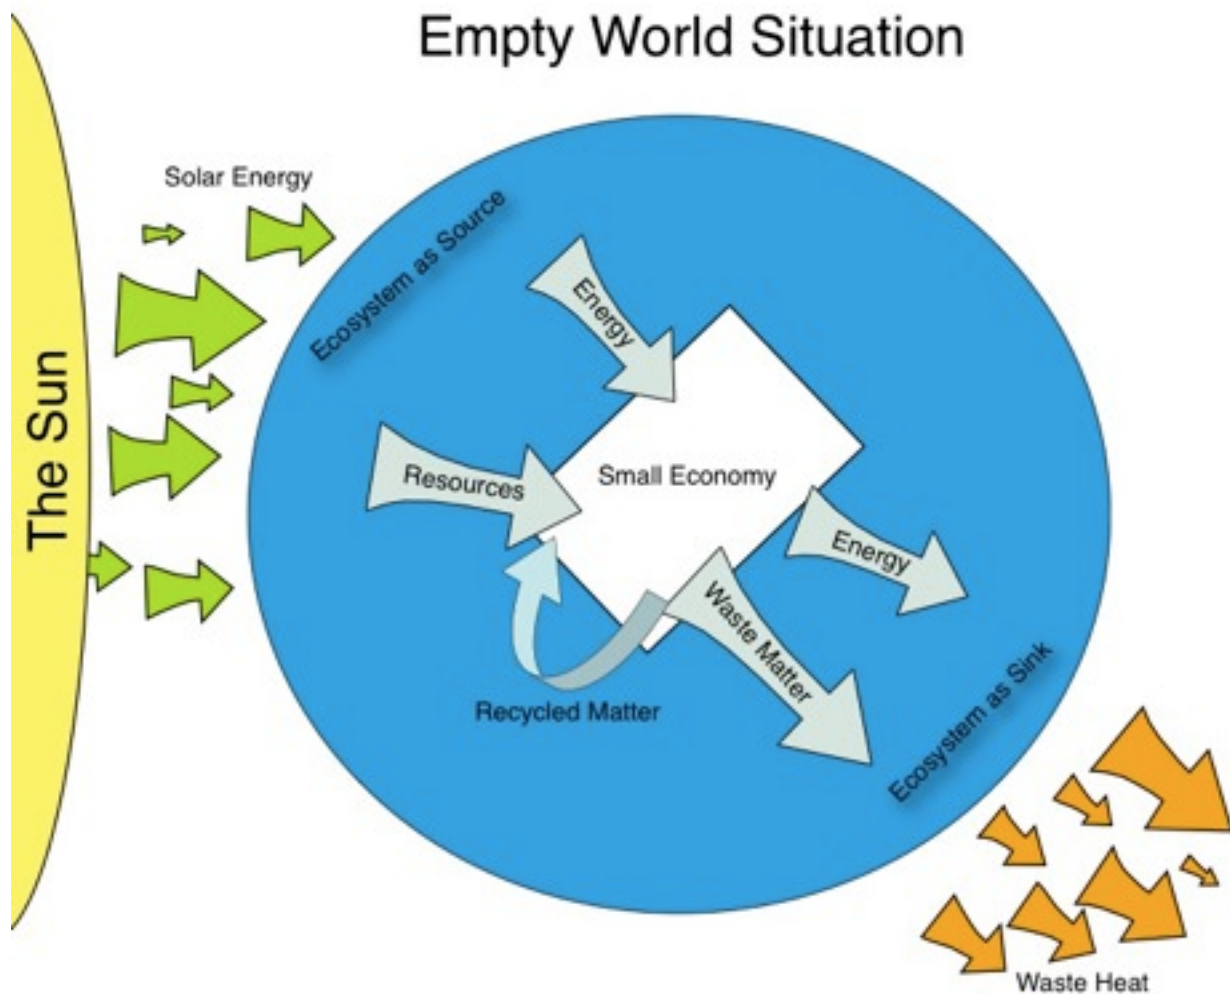 Empty World Situation
Solar Energy
The Sun
Ecosystem as Source
Energy
Resources
Small Economy
Energy
Waste Matter
Recycled Matter
Ecosystem as Sink
Waste Heat